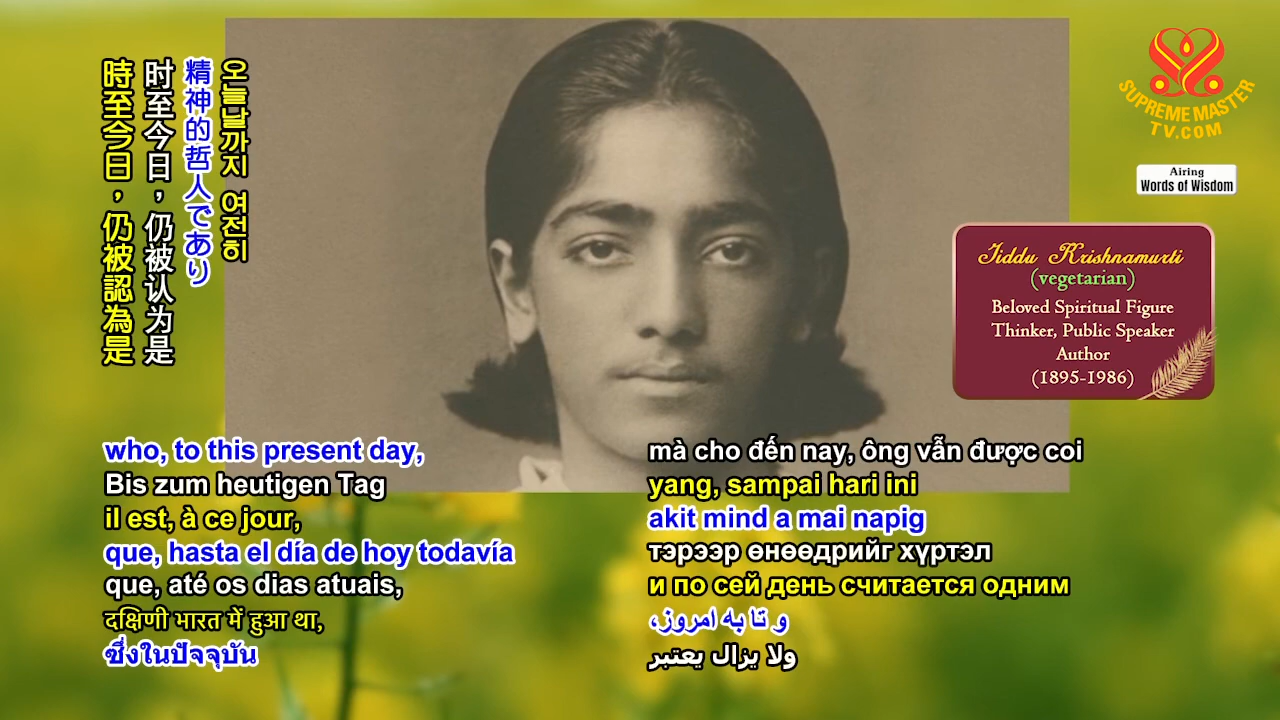 時至今日，仍被認為是
时至今日，仍被认为是
精神的哲人であり
오늘날까지 여전히
SUPREME MASTER
TV.COM
Airing
Words of Wisdom
Jiddu Krishnamurti
(vegetarian)
Beloved Spiritual Figure
Thinker, Public Speaker
Author
(1895-1986)
who, to this present day,
Bis zum heutigen Tag
il est, à ce jour,
que, hasta el día de hoy todavía
que, até os dias atuais,
दक्षिणी भारत में हुआ था,
ซึ่งในปัจจุบัน
mà cho đến nay, ông vẫn được coi
yang, sampai hari ini
akit mind a mai napig
тэрээр өнөөдрийг хүртэл
и по сей день считается одним
و تا به امروز،
ولا يزال يعتبر